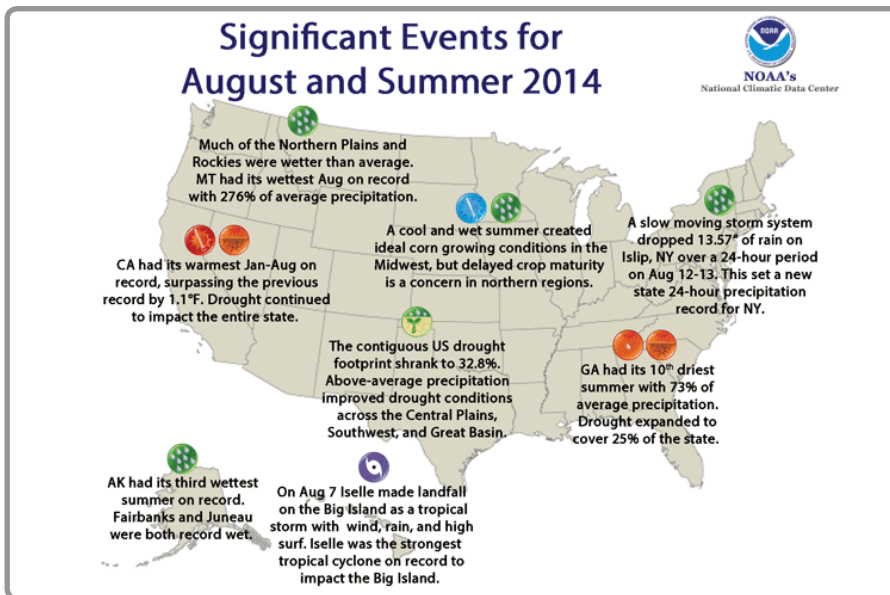 Significant Events for
August and Summer 2014
NOAA
NOAA's
National Climatic Data Center
Much of the Northern Plains and
Rockies were wetter than average.
MT had its wettest Aug on record
with 276% of average precipitation.
A cool and wet summer created
ideal corn growing conditions in the
Midwest, but delayed crop maturity
is a concern in northern regions.
A slow moving storm system
dropped 13.57" of rain on
Islip, NY over a 24-hour period
on Aug 12-13. This set a new
state 24-hour precipitation
record for NY.
CA had its warmest Jan-Aug on
record, surpassing the previous
record by 1.1°F. Drought continued
to impact the entire state.
The contiguous US drought
footprint shrank to 32.8%.
Above-average precipitation
improved drought conditions
across the Central Plains,
Southwest, and Great Basin.
GA had its 10th driest
summer with 73% of
average precipitation.
Drought expanded to
cover 25% of the state.
AK had its third wettest
summer on record.
Fairbanks and Juneau
were both record wet.
On Aug 7 Iselle made landfall
on the Big Island as a tropical
storm with wind, rain, and high
surf. Iselle was the strongest
tropical cyclone on record to
impact the Big Island.